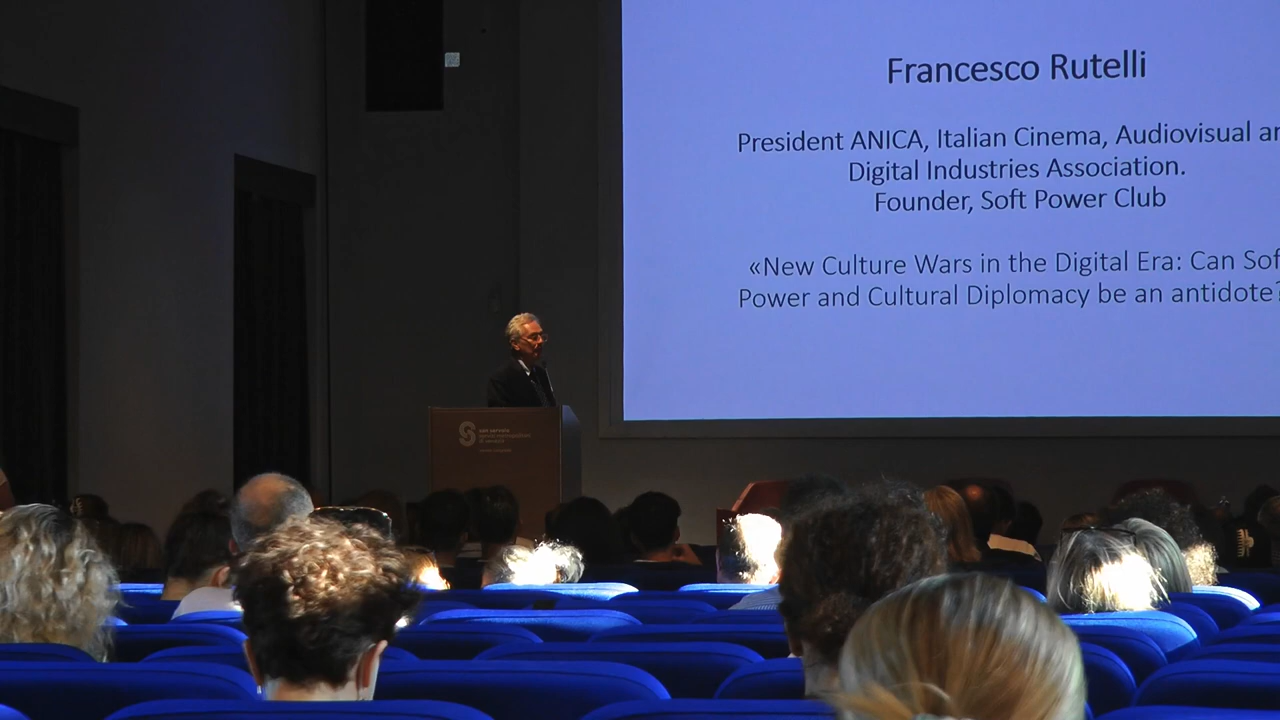 Francesco Rutelli
President ANICA, Italian Cinema, Audiovisual an
Digital Industries Association.
Founder, Soft Power Club
«New Culture Wars in the Digital Era: Can Sof
Power and Cultural Diplomacy be an antidote?